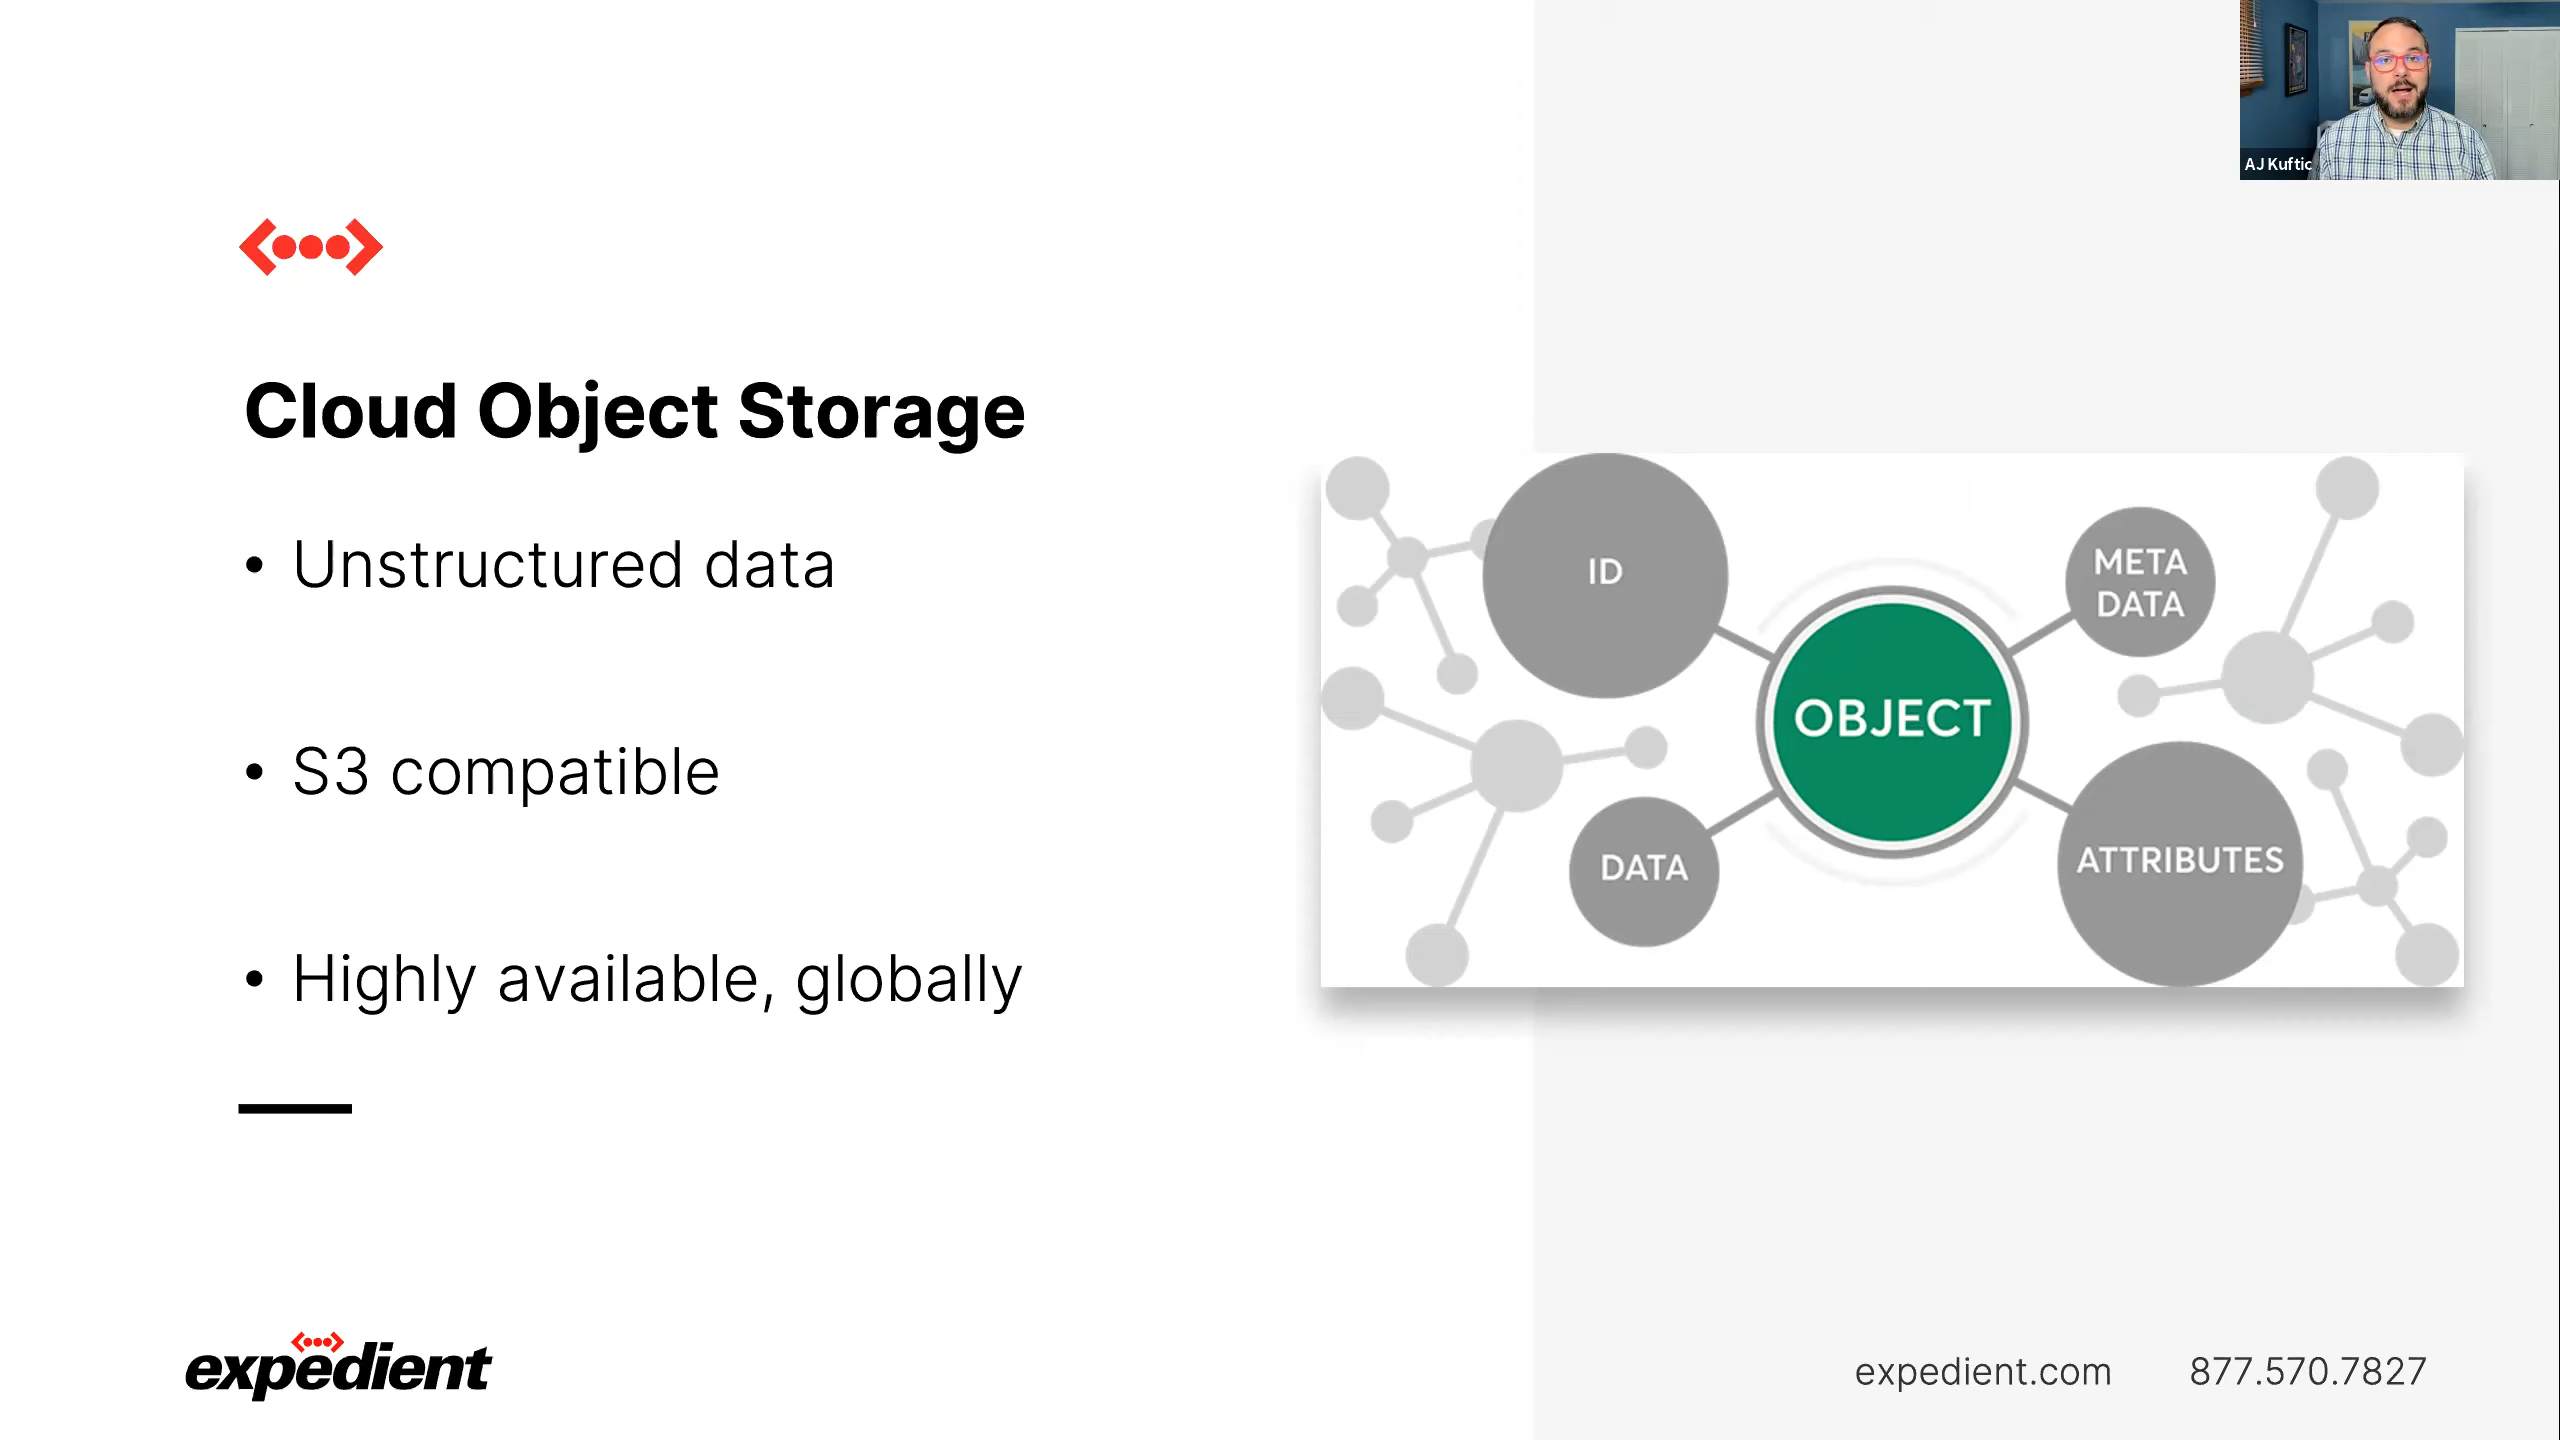 AJ Kuftic
Cloud Object Storage
• Unstructured data
• S3 compatible
• Highly available, globally
ID
META
DATA
OBJECT
DATA
ATTRIBUTES
expedient
expedient.com
877.570.7827